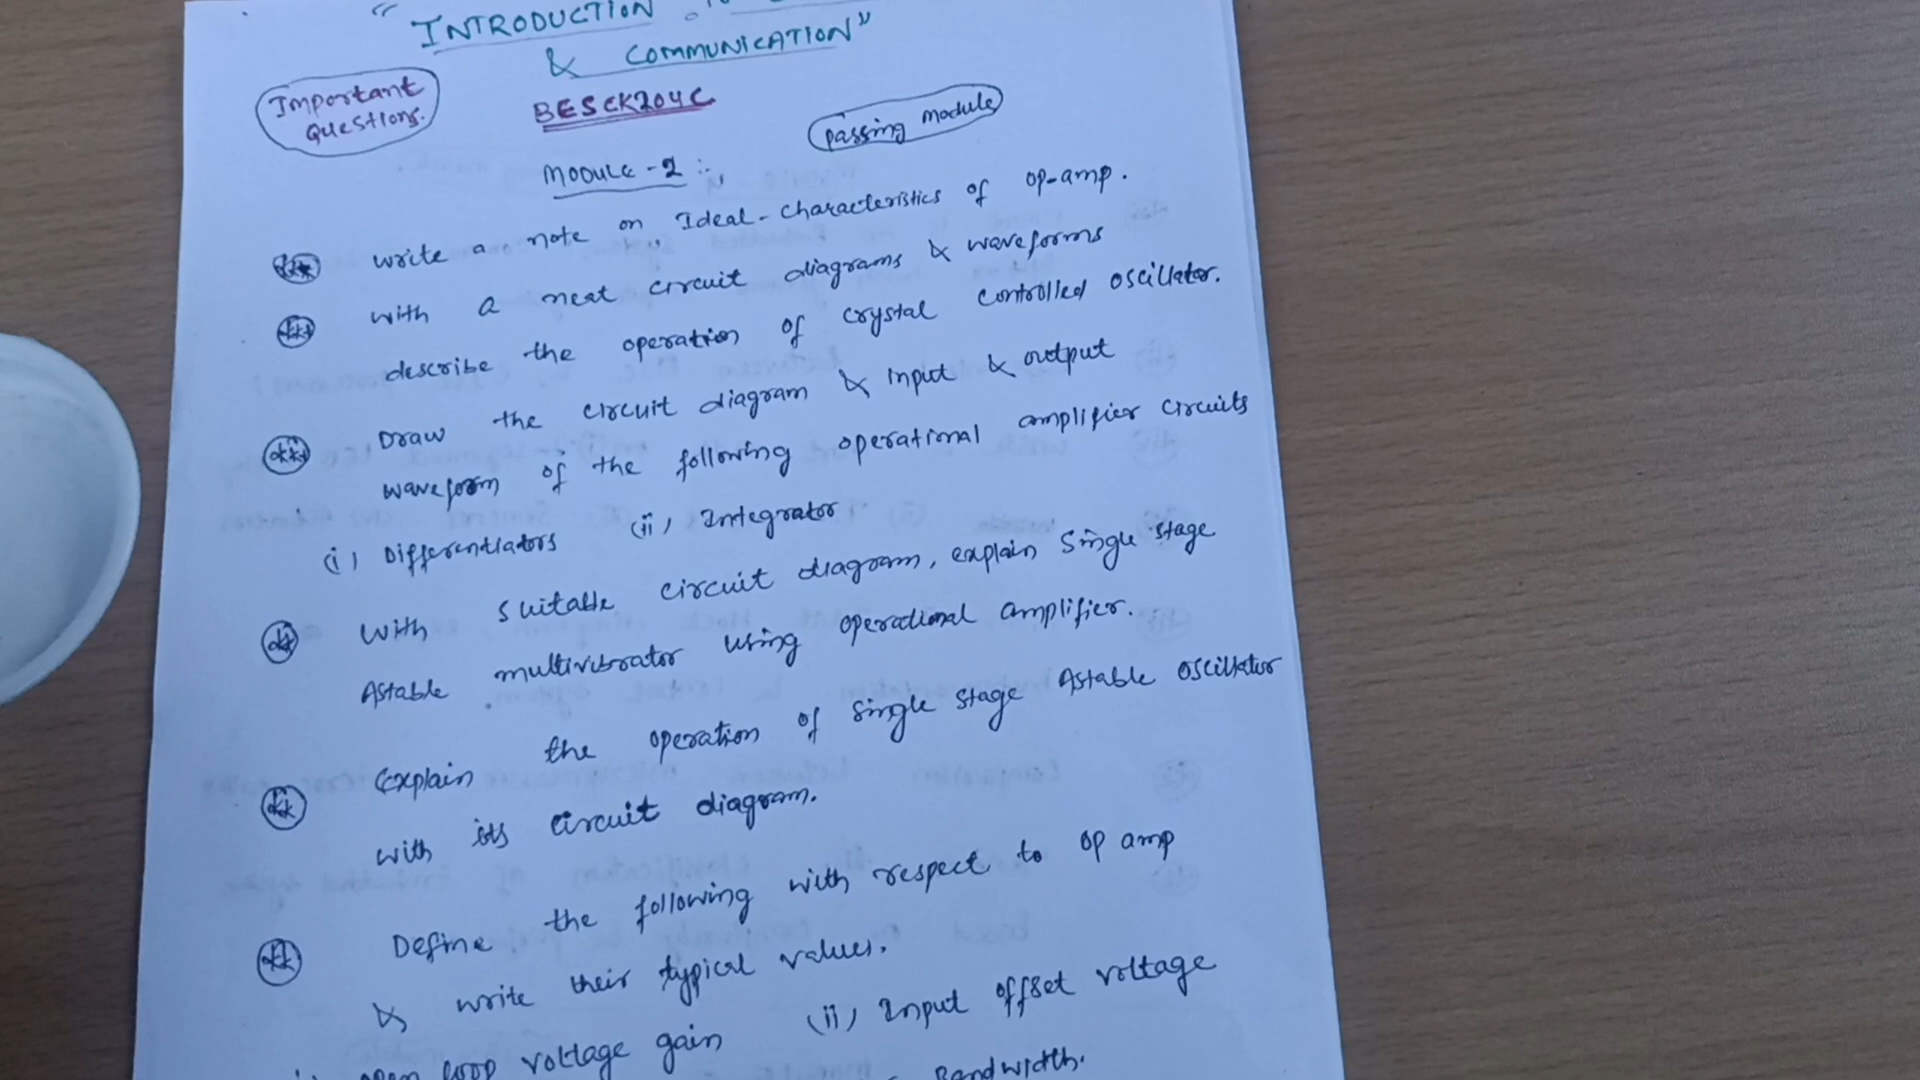 " INTRODUCTION
& COMMUNICATION"
Important
Questions.
BESCK204C
Passing Module
MODULE-2 :-
write a note on Ideal-characteristics of op-amp.
with a neat circuit diagrams & waveforms
describe the operation of crystal controlled oscillator.
Draw the circuit diagram & input & output
waveform of the following operational amplifier circuits
(i) Differentiators (ii) Integrator
with suitable circuit diagram, explain Single stage
Astable multivibrator using operational amplifier.
Explain the operation of single stage Astable oscillator
with its circuit diagram.
Define the following with respect to op amp
& write their typical values.
open loop voltage gain (ii) Input offset voltage
Bandwidth.